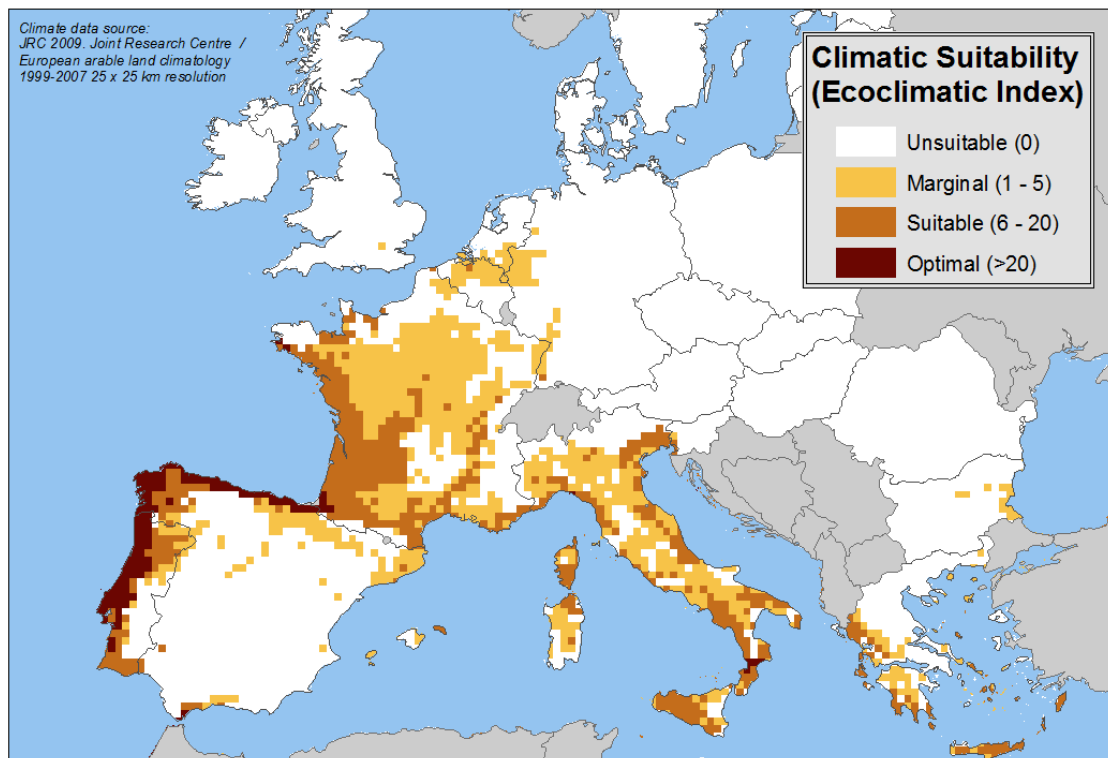 Climate data source:
JRC 2009. Joint Research Centre /
European arable land climatology
1999-2007 25 x 25 km resolution
Climatic Suitability
(Ecoclimatic Index)
Unsuitable (0)
Marginal (1 - 5)
Suitable (6 - 20)
Optimal (>20)